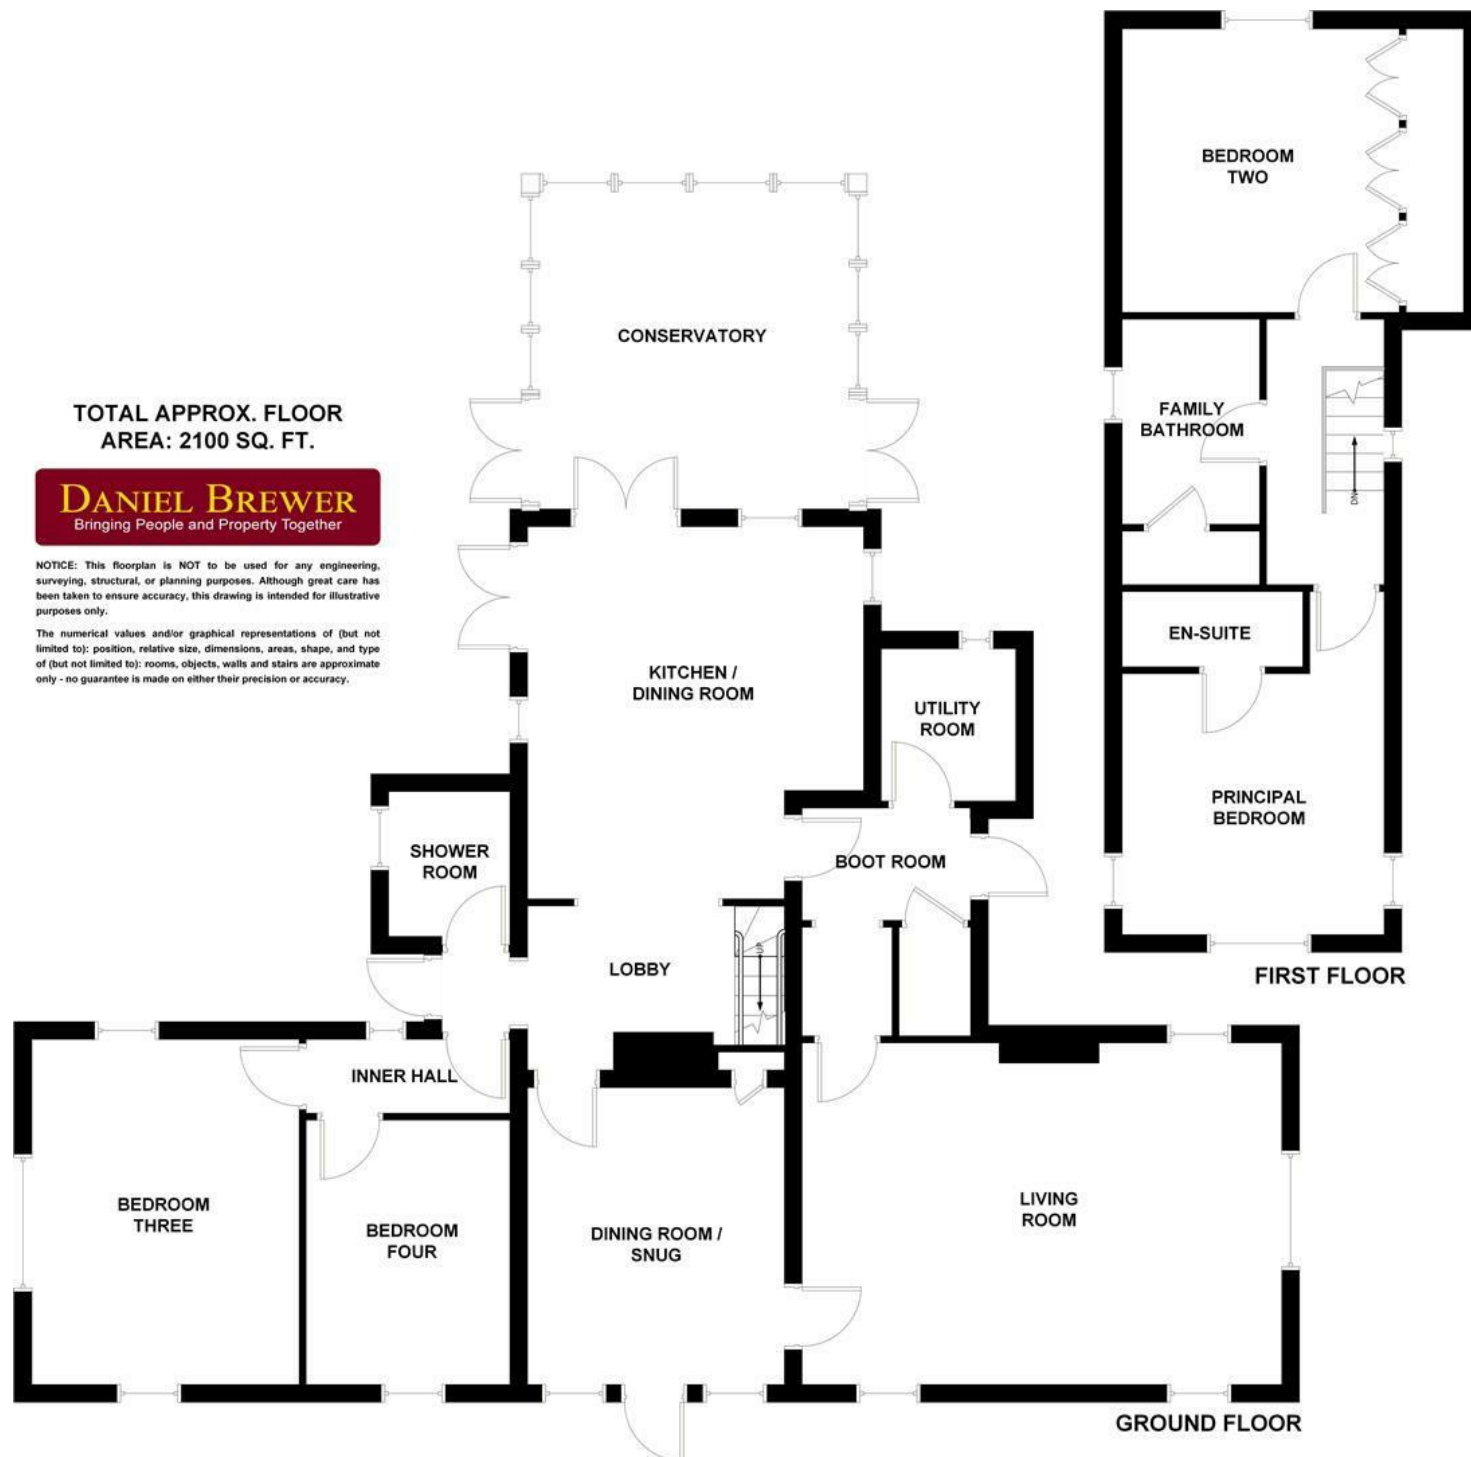 TOTAL APPROX. FLOOR
AREA: 2100 SQ. FT.
DANIEL BREWER
Bringing People and Property Together
NOTICE: This floorplan is NOT to be used for any engineering,
surveying, structural, or planning purposes. Although great care has
been taken to ensure accuracy, this drawing is intended for illustrative
purposes only.
The numerical values and/or graphical representations of (but not
limited to): position, relative size, dimensions, areas, shape, and type
of (but not limited to): rooms, objects, walls and stairs are approximate
only - no guarantee is made on either their precision or accuracy.
CONSERVATORY
KITCHEN /
DINING ROOM
UTILITY
ROOM
SHOWER
ROOM
BOOT ROOM
LOBBY
UP
INNER HALL
BEDROOM
THREE
BEDROOM
FOUR
DINING ROOM /
SNUG
LIVING
ROOM
GROUND FLOOR
BEDROOM
TWO
FAMILY
BATHROOM
DN
EN-SUITE
PRINCIPAL
BEDROOM
FIRST FLOOR